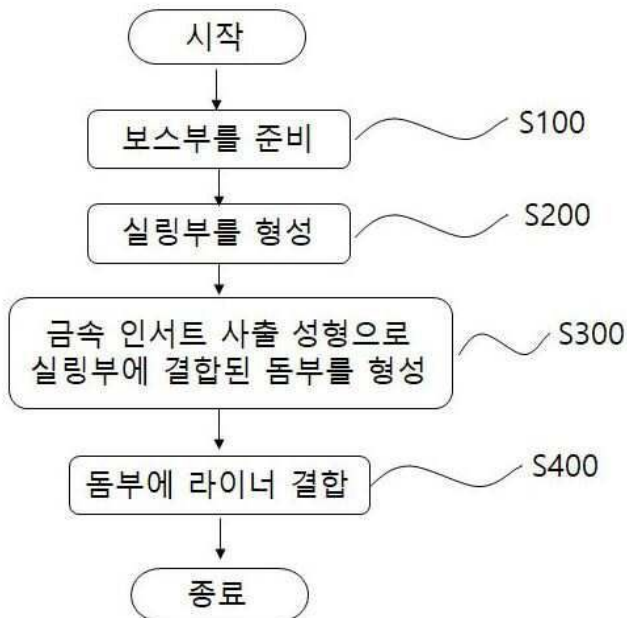 시작
보스부를 준비
S100
실링부를 형성
S200
금속 인서트 사출 성형으로
실링부에 결합된 돔부를 형성
S300
돔부에 라이너 결합
S400
종료